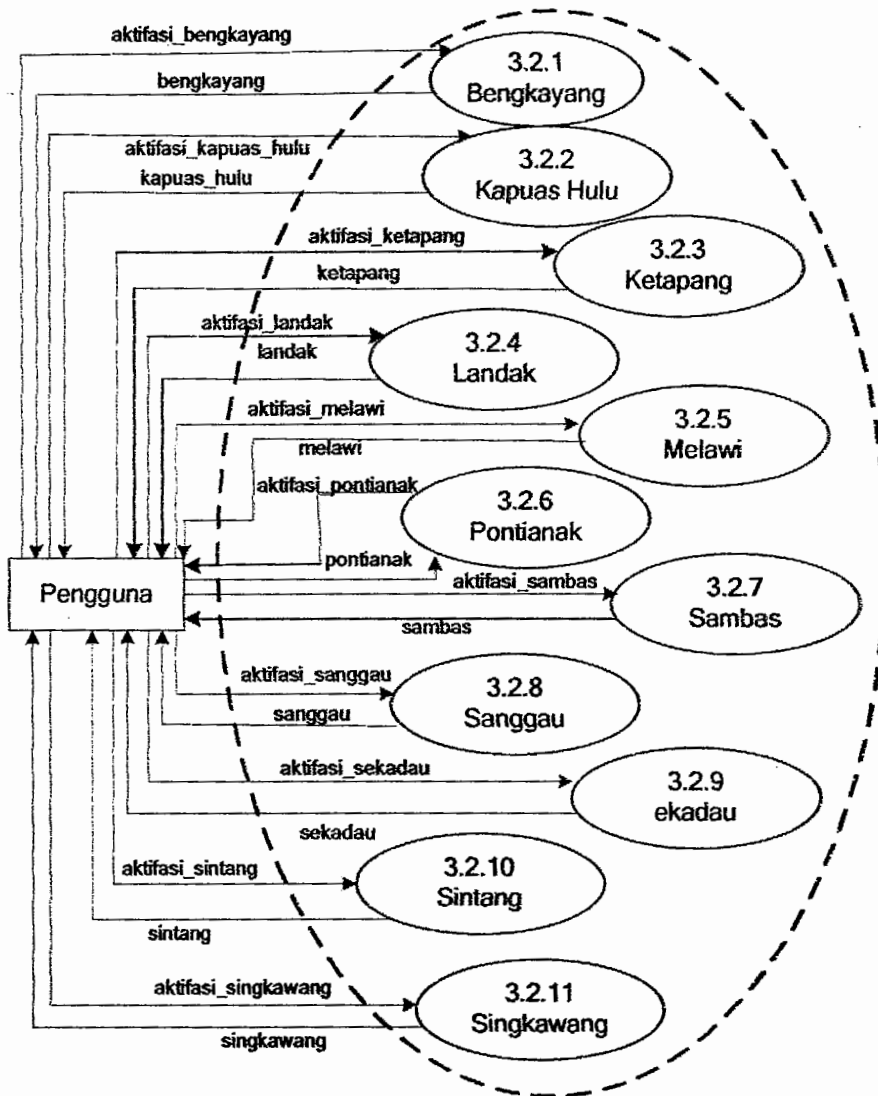 aktifasi_bengkayang
3.2.1
bengkayang
Bengkayang
aktifasi_kapuas_hulu
3.2.2
kapuas_hulu
Kapuas Hulu
aktifasi_ketapang
3.2.3
ketapang
Ketapang
aktifasi_landak
3.2.4
landak
Landak
aktifasi_melawi
3.2.5
melawi
Melawi
aktifasi_pontianak
3.2.6
Pontianak
pontianak
Pengguna
aktifasi_sambas
3.2.7
sambas
Sambas
aktifasi_sanggau
3.2.8
sanggau
Sanggau
aktifasi_sekadau
3.2.9
sekadau
ekadau
aktifasi_sintang
3.2.10
sintang
Sintang
aktifasi_singkawang
3.2.11
singkawang
Singkawang